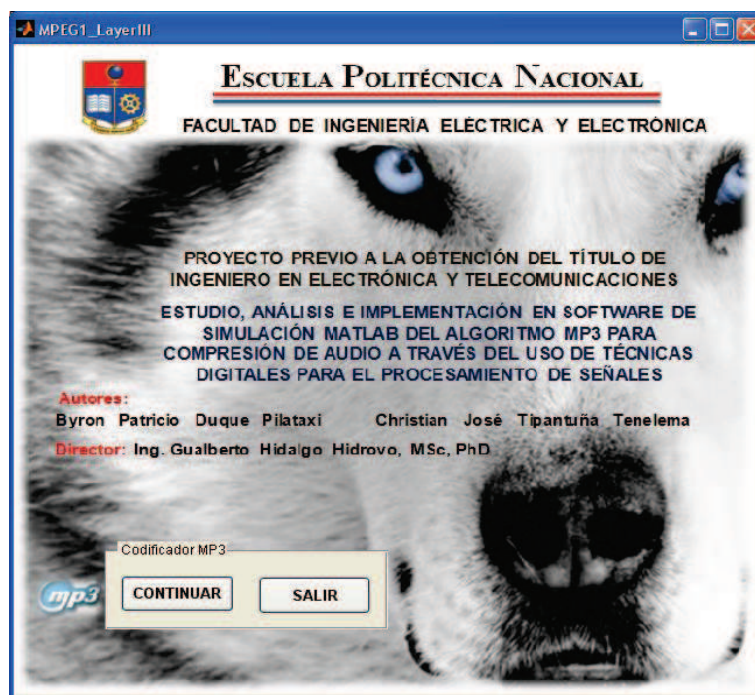 MPEG1_LayerIII
ESCUELA POLITÉCNICA NACIONAL
FACULTAD DE INGENIERÍA ELÉCTRICA Y ELECTRÓNICA
PROYECTO PREVIO A LA OBTENCIÓN DEL TÍTULO DE
INGENIERO EN ELECTRÓNICA Y TELECOMUNICACIONES
ESTUDIO, ANÁLISIS E IMPLEMENTACIÓN EN SOFTWARE DE
SIMULACIÓN MATLAB DEL ALGORITMO MP3 PARA
COMPRESIÓN DE AUDIO A TRAVÉS DEL USO DE TÉCNICAS
DIGITALES PARA EL PROCESAMIENTO DE SEÑALES
Autores:
Byron Patricio Duque Pilataxi Christian José Tipantuña Tenelema
Director: Ing. Gualberto Hidalgo Hidrovo, MSc, PhD
Codificador MP3
mp3 CONTINUAR SALIR